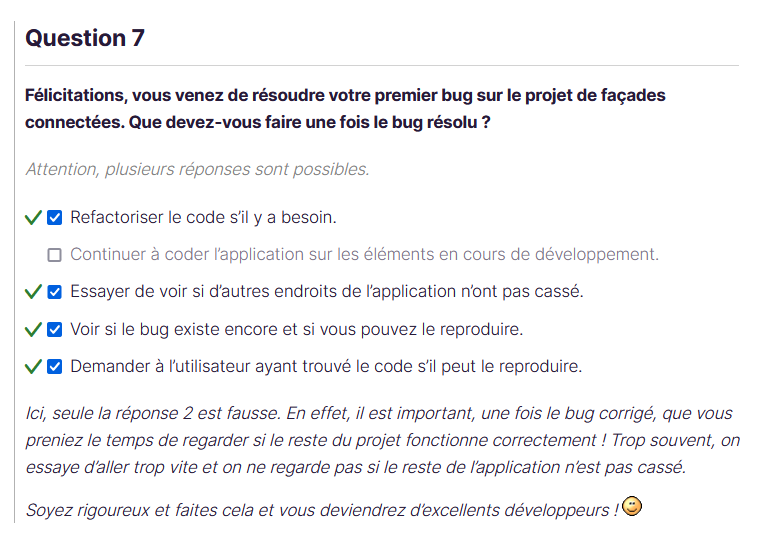 Question 7
Félicitations, vous venez de résoudre votre premier bug sur le projet de façades
connectées. Que devez-vous faire une fois le bug résolu ?
Attention, plusieurs réponses sont possibles.
Refactoriser le code s’il y a besoin.
Continuer à coder l’application sur les éléments en cours de développement.
Essayer de voir si d’autres endroits de l’application n’ont pas cassé.
Voir si le bug existe encore et si vous pouvez le reproduire.
Demander à l’utilisateur ayant trouvé le code s’il peut le reproduire.
Ici, seule la réponse 2 est fausse. En effet, il est important, une fois le bug corrigé, que vous
preniez le temps de regarder si le reste du projet fonctionne correctement ! Trop souvent, on
essaye d’aller trop vite et on ne regarde pas si le reste de l’application n’est pas cassé.
Soyez rigoureux et faites cela et vous deviendrez d’excellents développeurs !